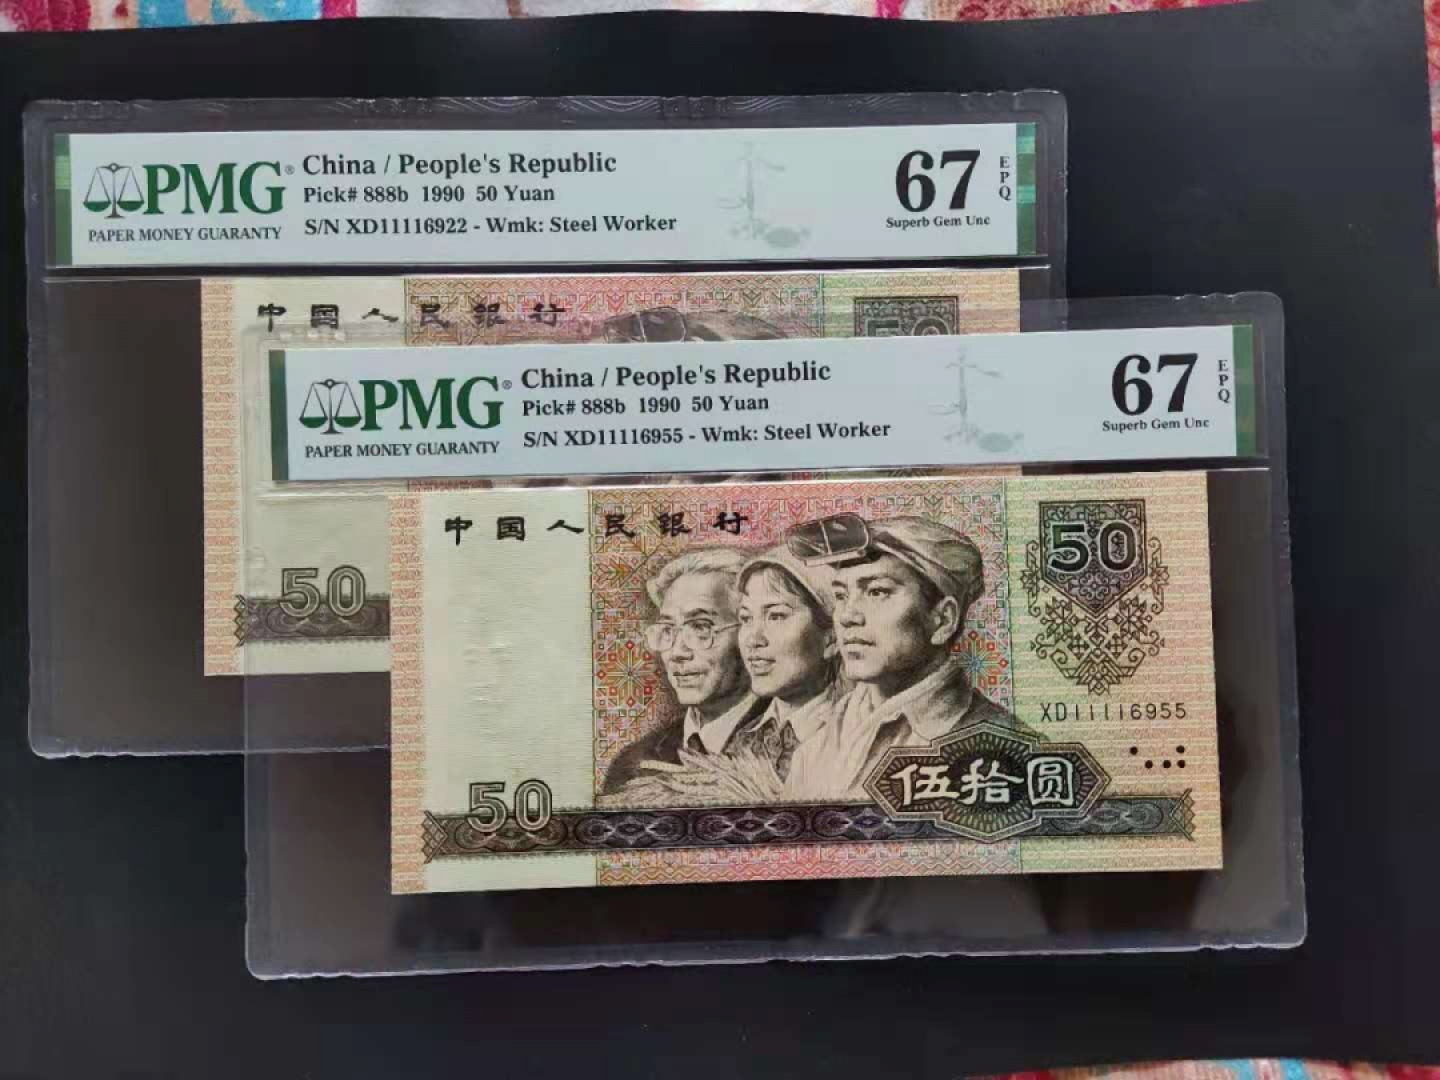 PMG®
PAPER MONEY GUARANTY
China / People's Republic
Pick# 888b 1990 50 Yuan
S/N XD11116922 - Wmk: Steel Worker
67
EPQ
Superb Gem Unc
中国人民银行
50
50
PMG®
PAPER MONEY GUARANTY
China / People's Republic
Pick# 888b 1990 50 Yuan
S/N XD11116955 - Wmk: Steel Worker
67
EPQ
Superb Gem Unc
中国人民银行
50
XD11116955
伍拾圆
50